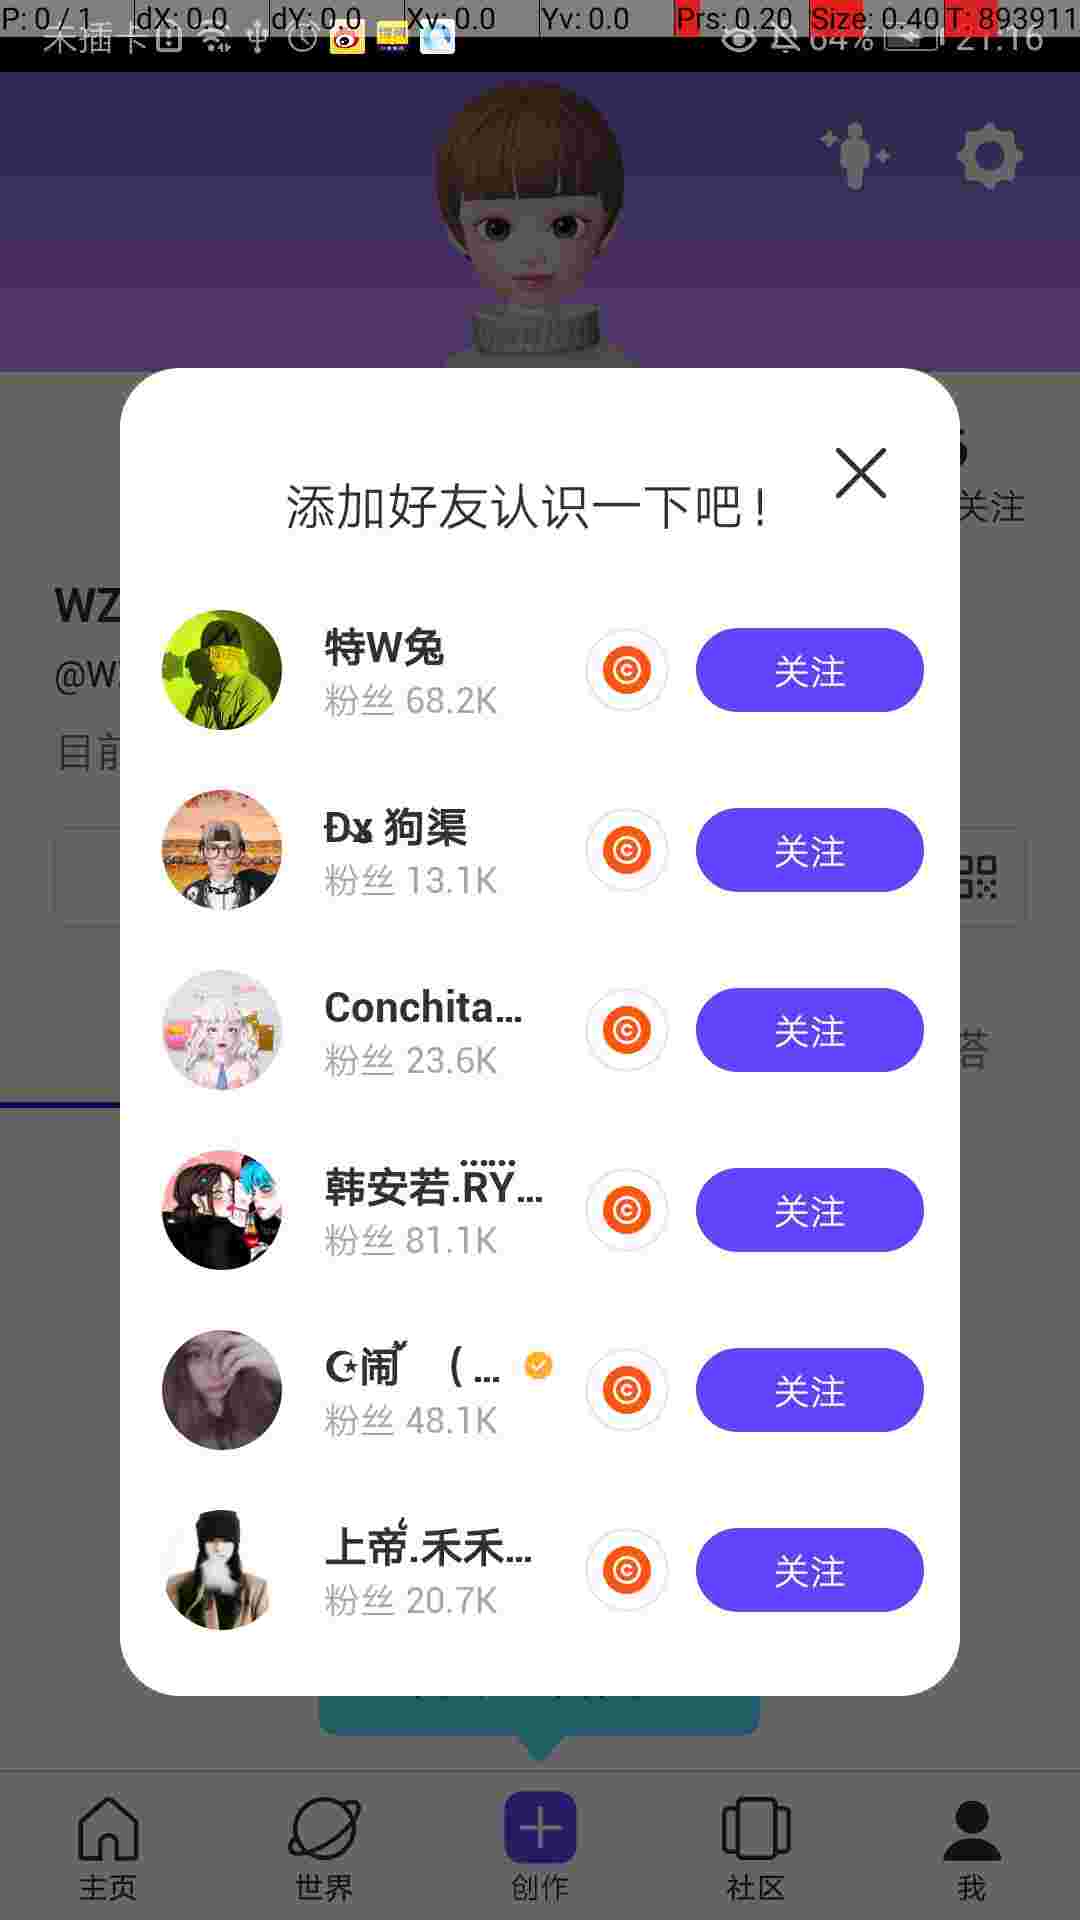 P: 0 / 1 dX: 0.0 dY: 0.0 Xv: 0.0 Yv: 0.0 Prs: 0.20 Size: 0.40 T: 893911
未插卡 64% 21:16
关注
添加好友认识一下吧!
WZ
@W
目前
特W兔
粉丝 68.2K
关注
狗渠
粉丝 13.1K
关注
Conchita...
粉丝 23.6K
关注
答
韩安若.RY...
粉丝 81.1K
关注
闹 ( ...
粉丝 48.1K
关注
上帝.禾禾...
粉丝 20.7K
关注
主页 世界 创作 社区 我